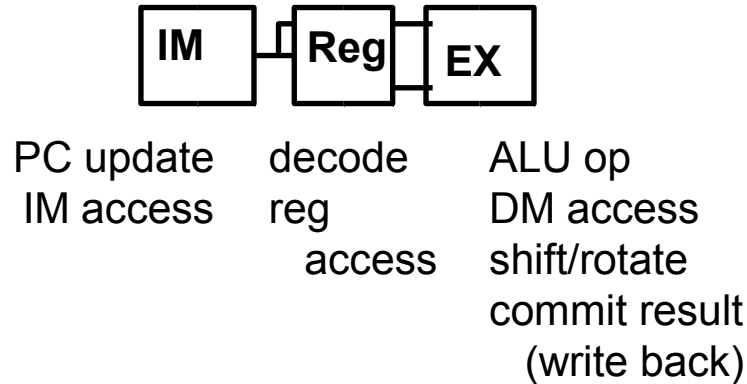 IM Reg EX
PC update
IM access
decode
reg
access
ALU op
DM access
shift/rotate
commit result
(write back)